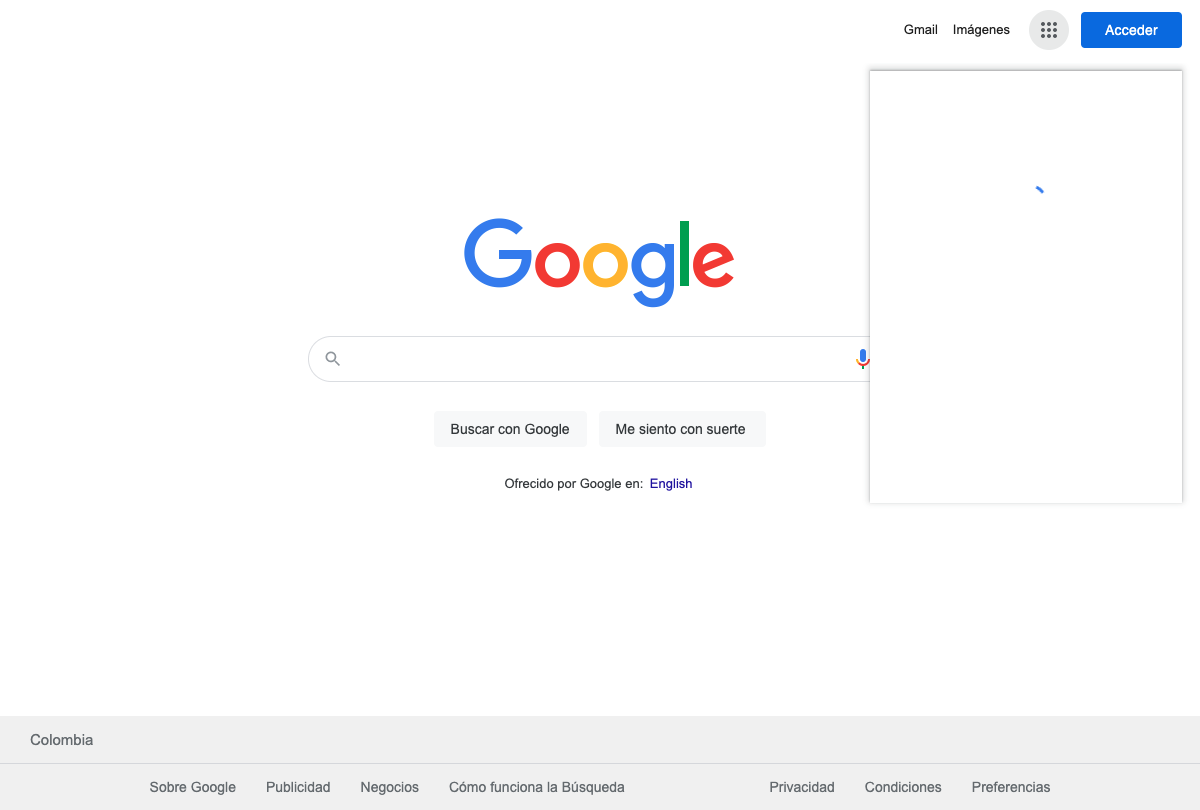 Gmail Imágenes Acceder
Google
Buscar con Google Me siento con suerte
Ofrecido por Google en: English
Colombia
Sobre Google Publicidad Negocios Cómo funciona la Búsqueda Privacidad Condiciones Preferencias